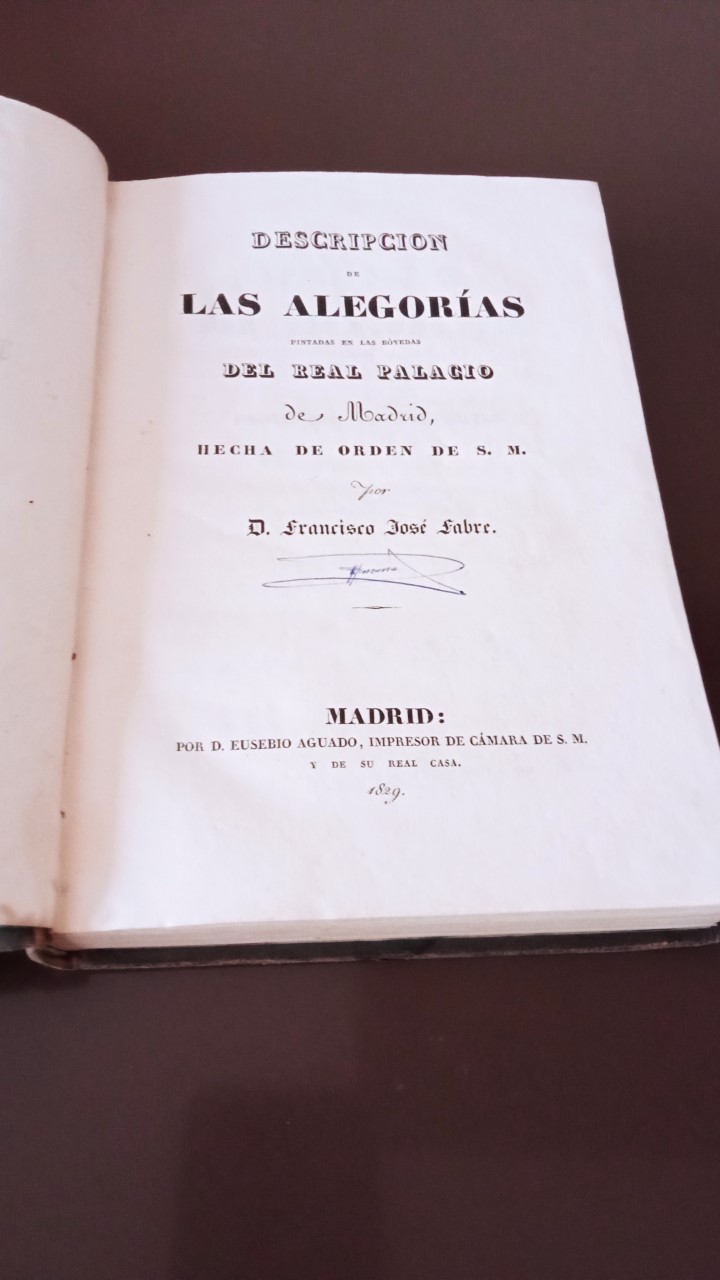 DESCRIPCION
DE
LAS ALEGORÍAS
PINTADAS EN LAS BÓVEDAS
DEL REAL PALACIO
de Madrid,
HECHA DE ORDEN DE S. M.
por
D. Francisco José Fabre.
MADRID:
POR D. EUSEBIO AGUADO, IMPRESOR DE CÁMARA DE S. M.
Y DE SU REAL CASA.
1829.